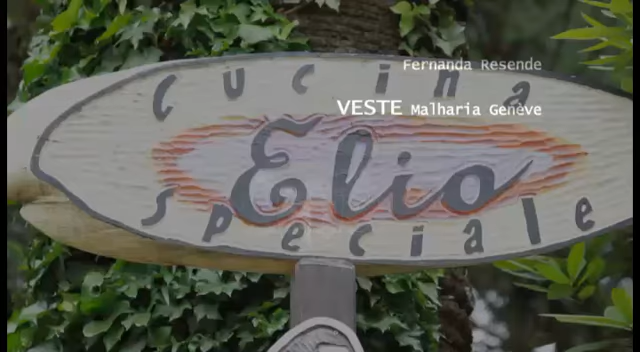 Fernanda Resende
Cucina
VESTE Malharia Genève
Elio
speciale